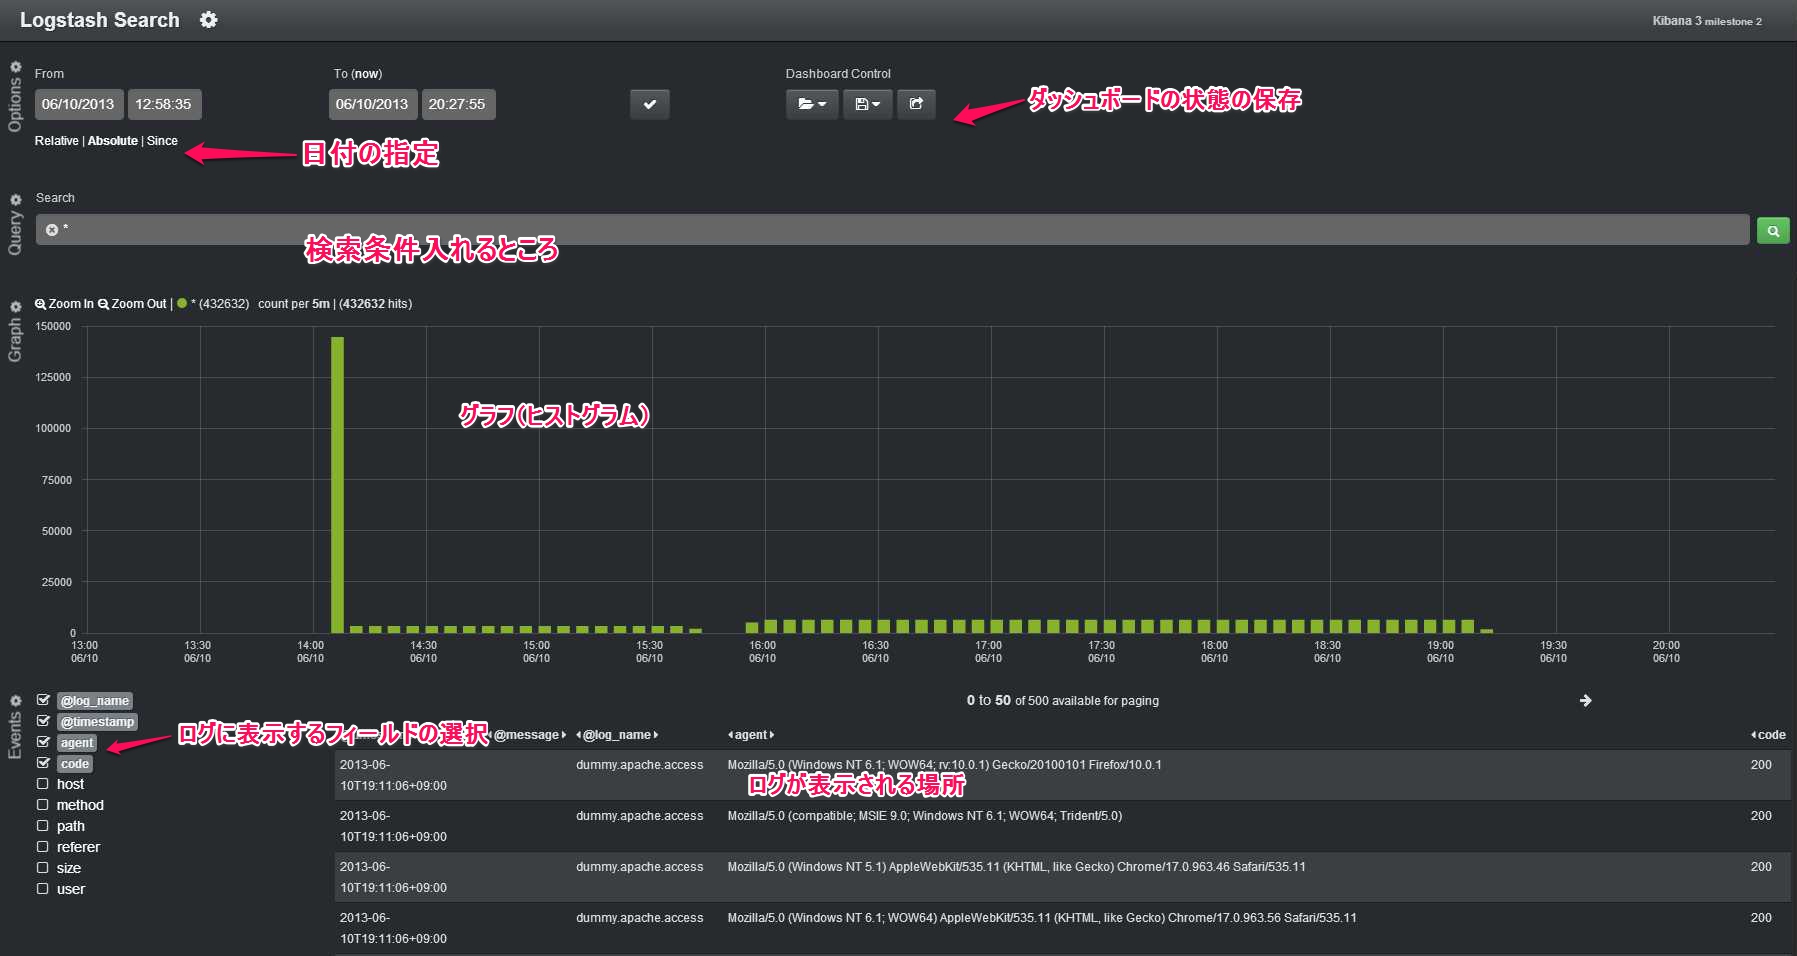 Logstash Search
Kibana 3 milestone 2
Options
From
To (now)
Dashboard Control
06/10/2013 12:58:35
06/10/2013 20:27:55
ダッシュボードの状態の保存
Relative | Absolute | Since
日付の指定
Query
Search
*
検索条件入れるところ
Graph
Zoom In Zoom Out | * (432632) count per 5m | (432632 hits)
150000
125000
100000
75000
50000
25000
0
グラフ(ヒストグラム)
13:00 13:30 14:00 14:30 15:00 15:30 16:00 16:30 17:00 17:30 18:00 18:30 19:00 19:30 20:00
06/10 06/10 06/10 06/10 06/10 06/10 06/10 06/10 06/10 06/10 06/10 06/10 06/10 06/10 06/10
Events
@log_name
@timestamp
agent
code
host
method
path
referer
size
user
ログに表示するフィールドの選択
0 to 50 of 500 available for paging
@message @log_name agent code
2013-06-
10T19:11:06+09:00
dummy.apache.access
Mozilla/5.0 (Windows NT 6.1; WOW64; rv:10.0.1) Gecko/20100101 Firefox/10.0.1
200
ログが表示される場所
2013-06-
10T19:11:06+09:00
dummy.apache.access
Mozilla/5.0 (compatible; MSIE 9.0; Windows NT 6.1; WOW64; Trident/5.0)
200
2013-06-
10T19:11:06+09:00
dummy.apache.access
Mozilla/5.0 (Windows NT 5.1) AppleWebKit/535.11 (KHTML, like Gecko) Chrome/17.0.963.46 Safari/535.11
200
2013-06-
10T19:11:06+09:00
dummy.apache.access
Mozilla/5.0 (Windows NT 6.1; WOW64) AppleWebKit/535.11 (KHTML, like Gecko) Chrome/17.0.963.56 Safari/535.11
200